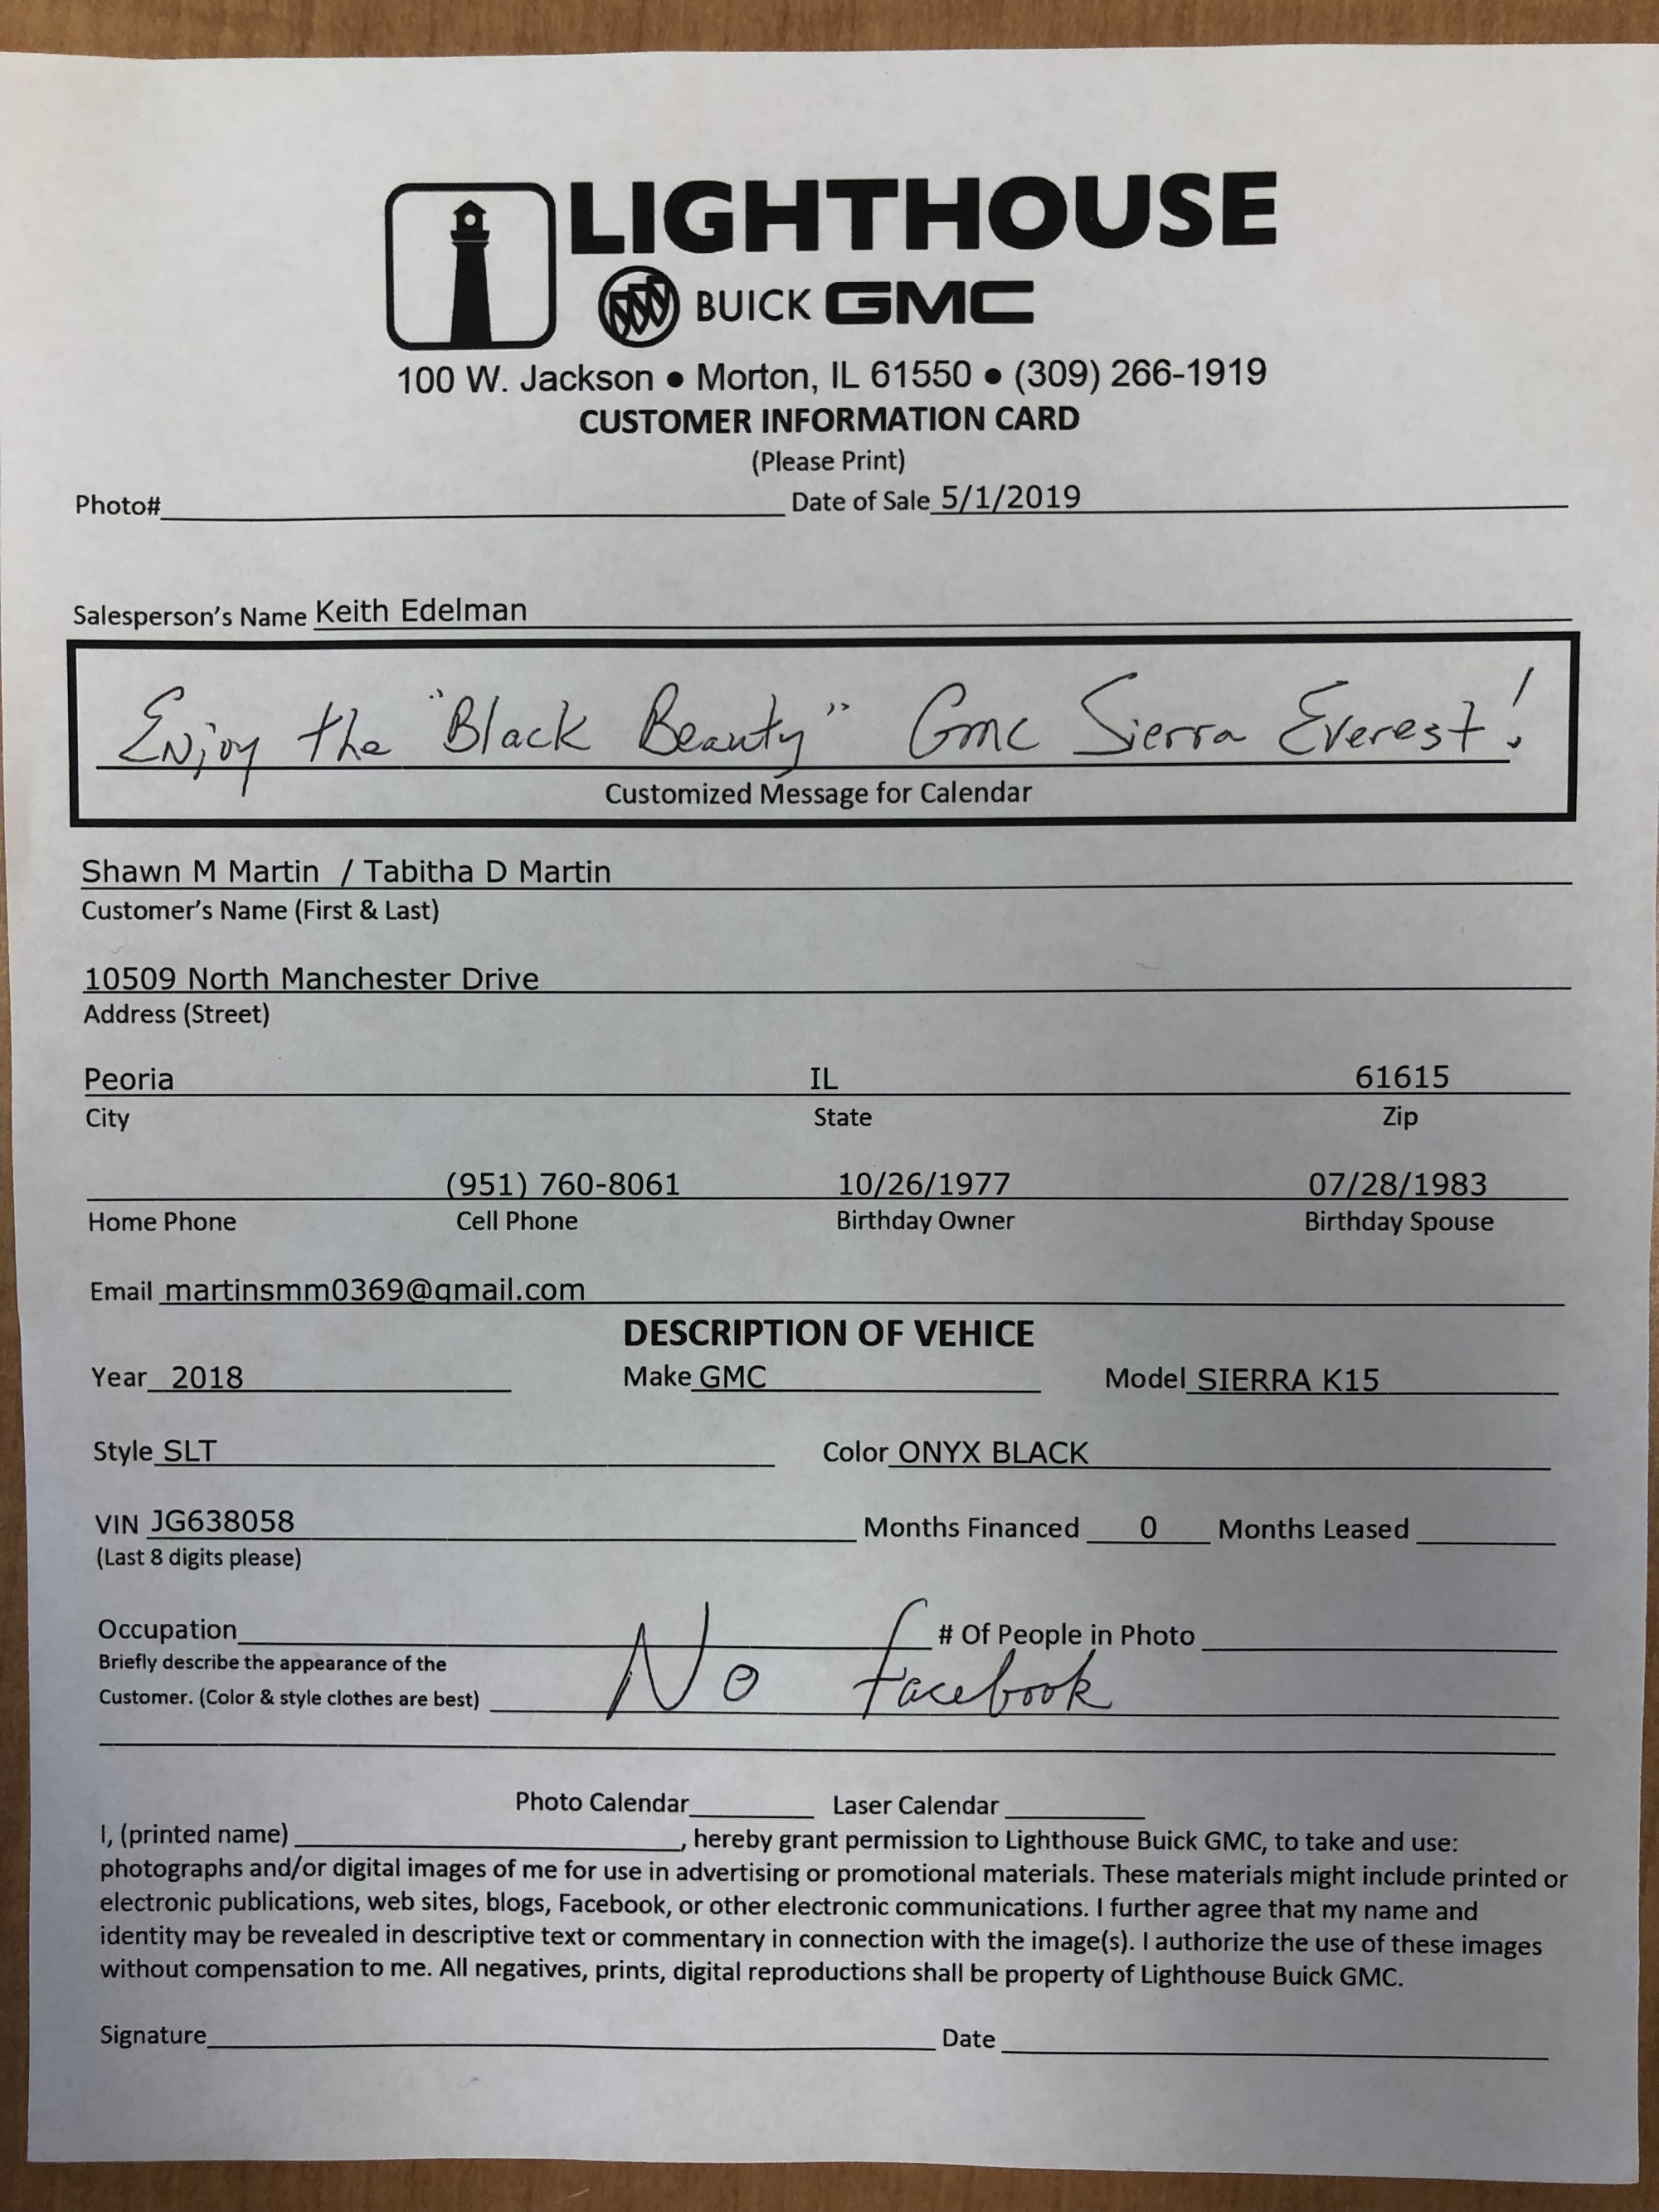 LIGHTHOUSE
BUICK GMC
100 W. Jackson • Morton, IL 61550 • (309) 266-1919
CUSTOMER INFORMATION CARD
(Please Print)
Photo# Date of Sale 5/1/2019
Salesperson's Name Keith Edelman
Enjoy the "Black Beauty" Gmc Sierra Everest!
Customized Message for Calendar
Shawn M Martin / Tabitha D Martin
Customer's Name (First & Last)
10509 North Manchester Drive
Address (Street)
Peoria IL 61615
City State Zip
(951) 760-8061 10/26/1977 07/28/1983
Home Phone Cell Phone Birthday Owner Birthday Spouse
Email martinsmm0369@gmail.com
DESCRIPTION OF VEHICE
Year 2018 Make GMC Model SIERRA K15
Style SLT Color ONYX BLACK
VIN JG638058 Months Financed 0 Months Leased
(Last 8 digits please)
Occupation # Of People in Photo
Briefly describe the appearance of the
Customer. (Color & style clothes are best) No facebook
Photo Calendar Laser Calendar
I, (printed name) , hereby grant permission to Lighthouse Buick GMC, to take and use:
photographs and/or digital images of me for use in advertising or promotional materials. These materials might include printed or
electronic publications, web sites, blogs, Facebook, or other electronic communications. I further agree that my name and
identity may be revealed in descriptive text or commentary in connection with the image(s). I authorize the use of these images
without compensation to me. All negatives, prints, digital reproductions shall be property of Lighthouse Buick GMC.
Signature Date